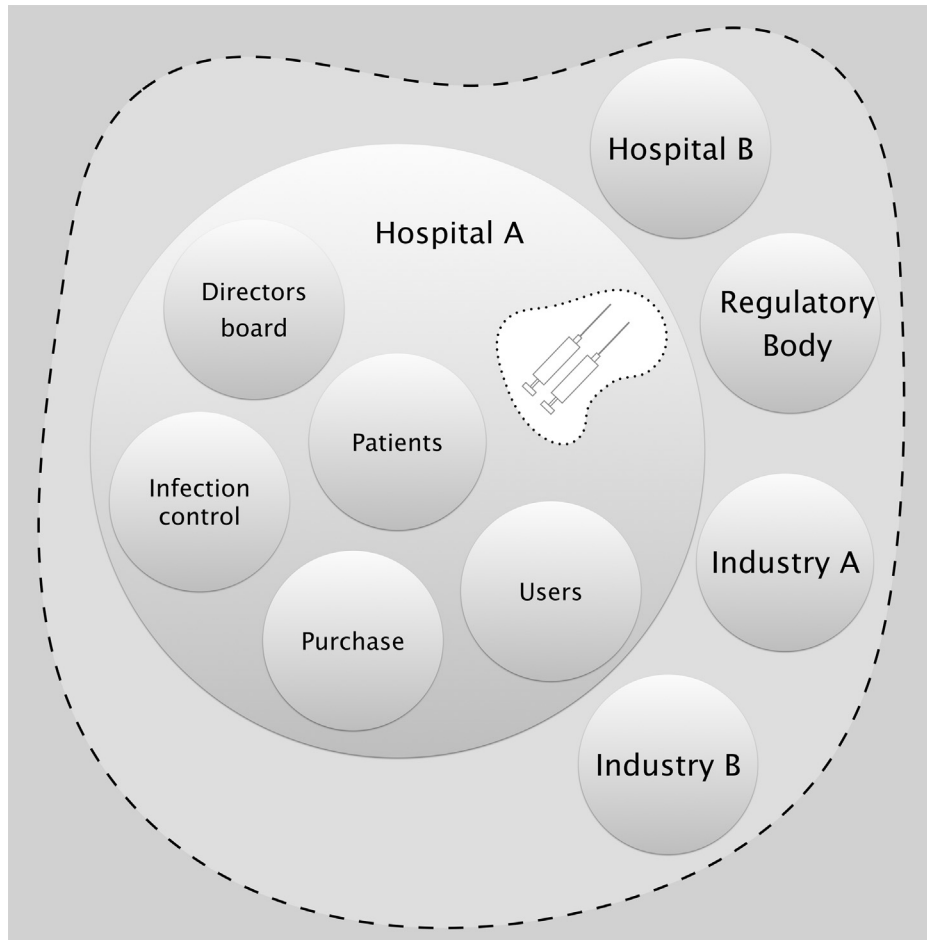 Hospital B
Hospital A
Directors
board
Regulatory
Body
Patients
Infection
control
Industry A
Users
Purchase
Industry B